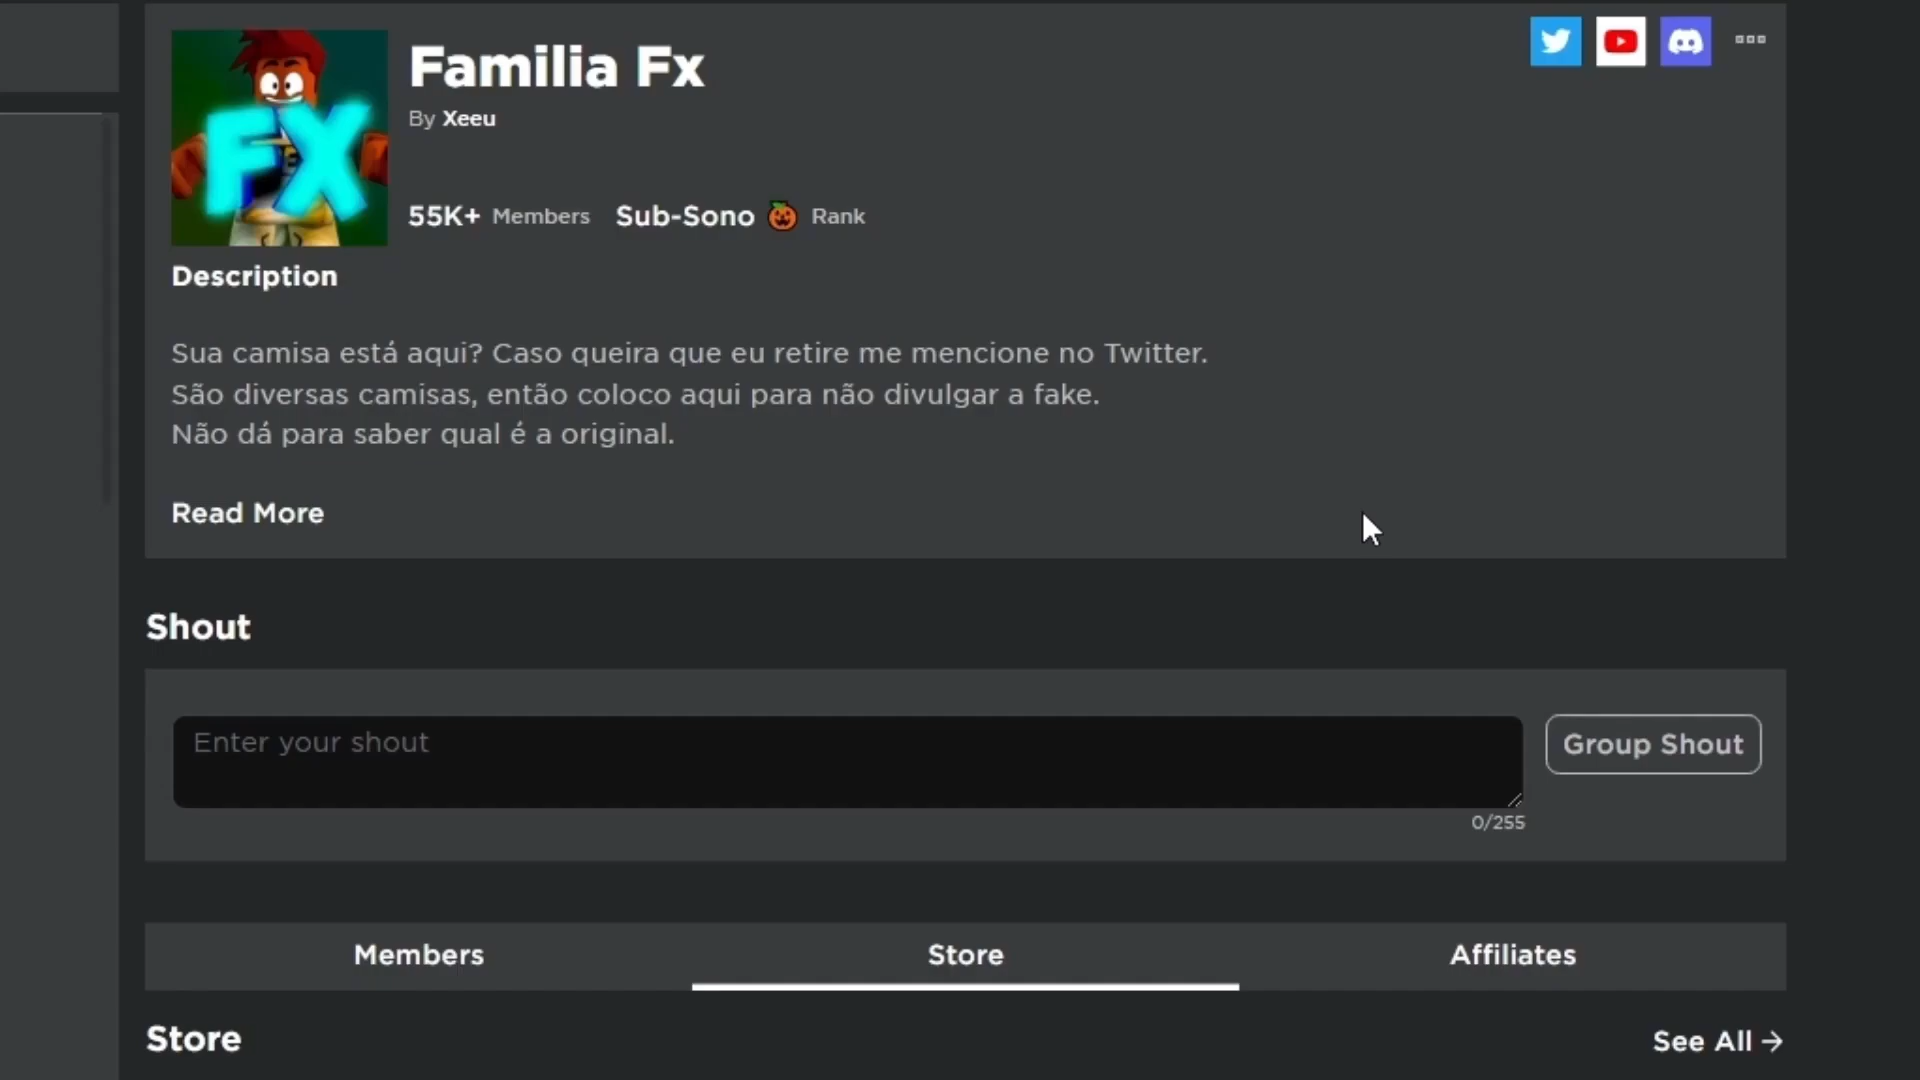 FX
Familia Fx
By Xeeu
55K+ Members Sub-Sono 🎃 Rank
Description
Sua camisa está aqui? Caso queira que eu retire me mencione no Twitter.
São diversas camisas, então coloco aqui para não divulgar a fake.
Não dá para saber qual é a original.
Read More
Shout
Enter your shout
Group Shout
0/255
Members Store Affiliates
Store
See All →